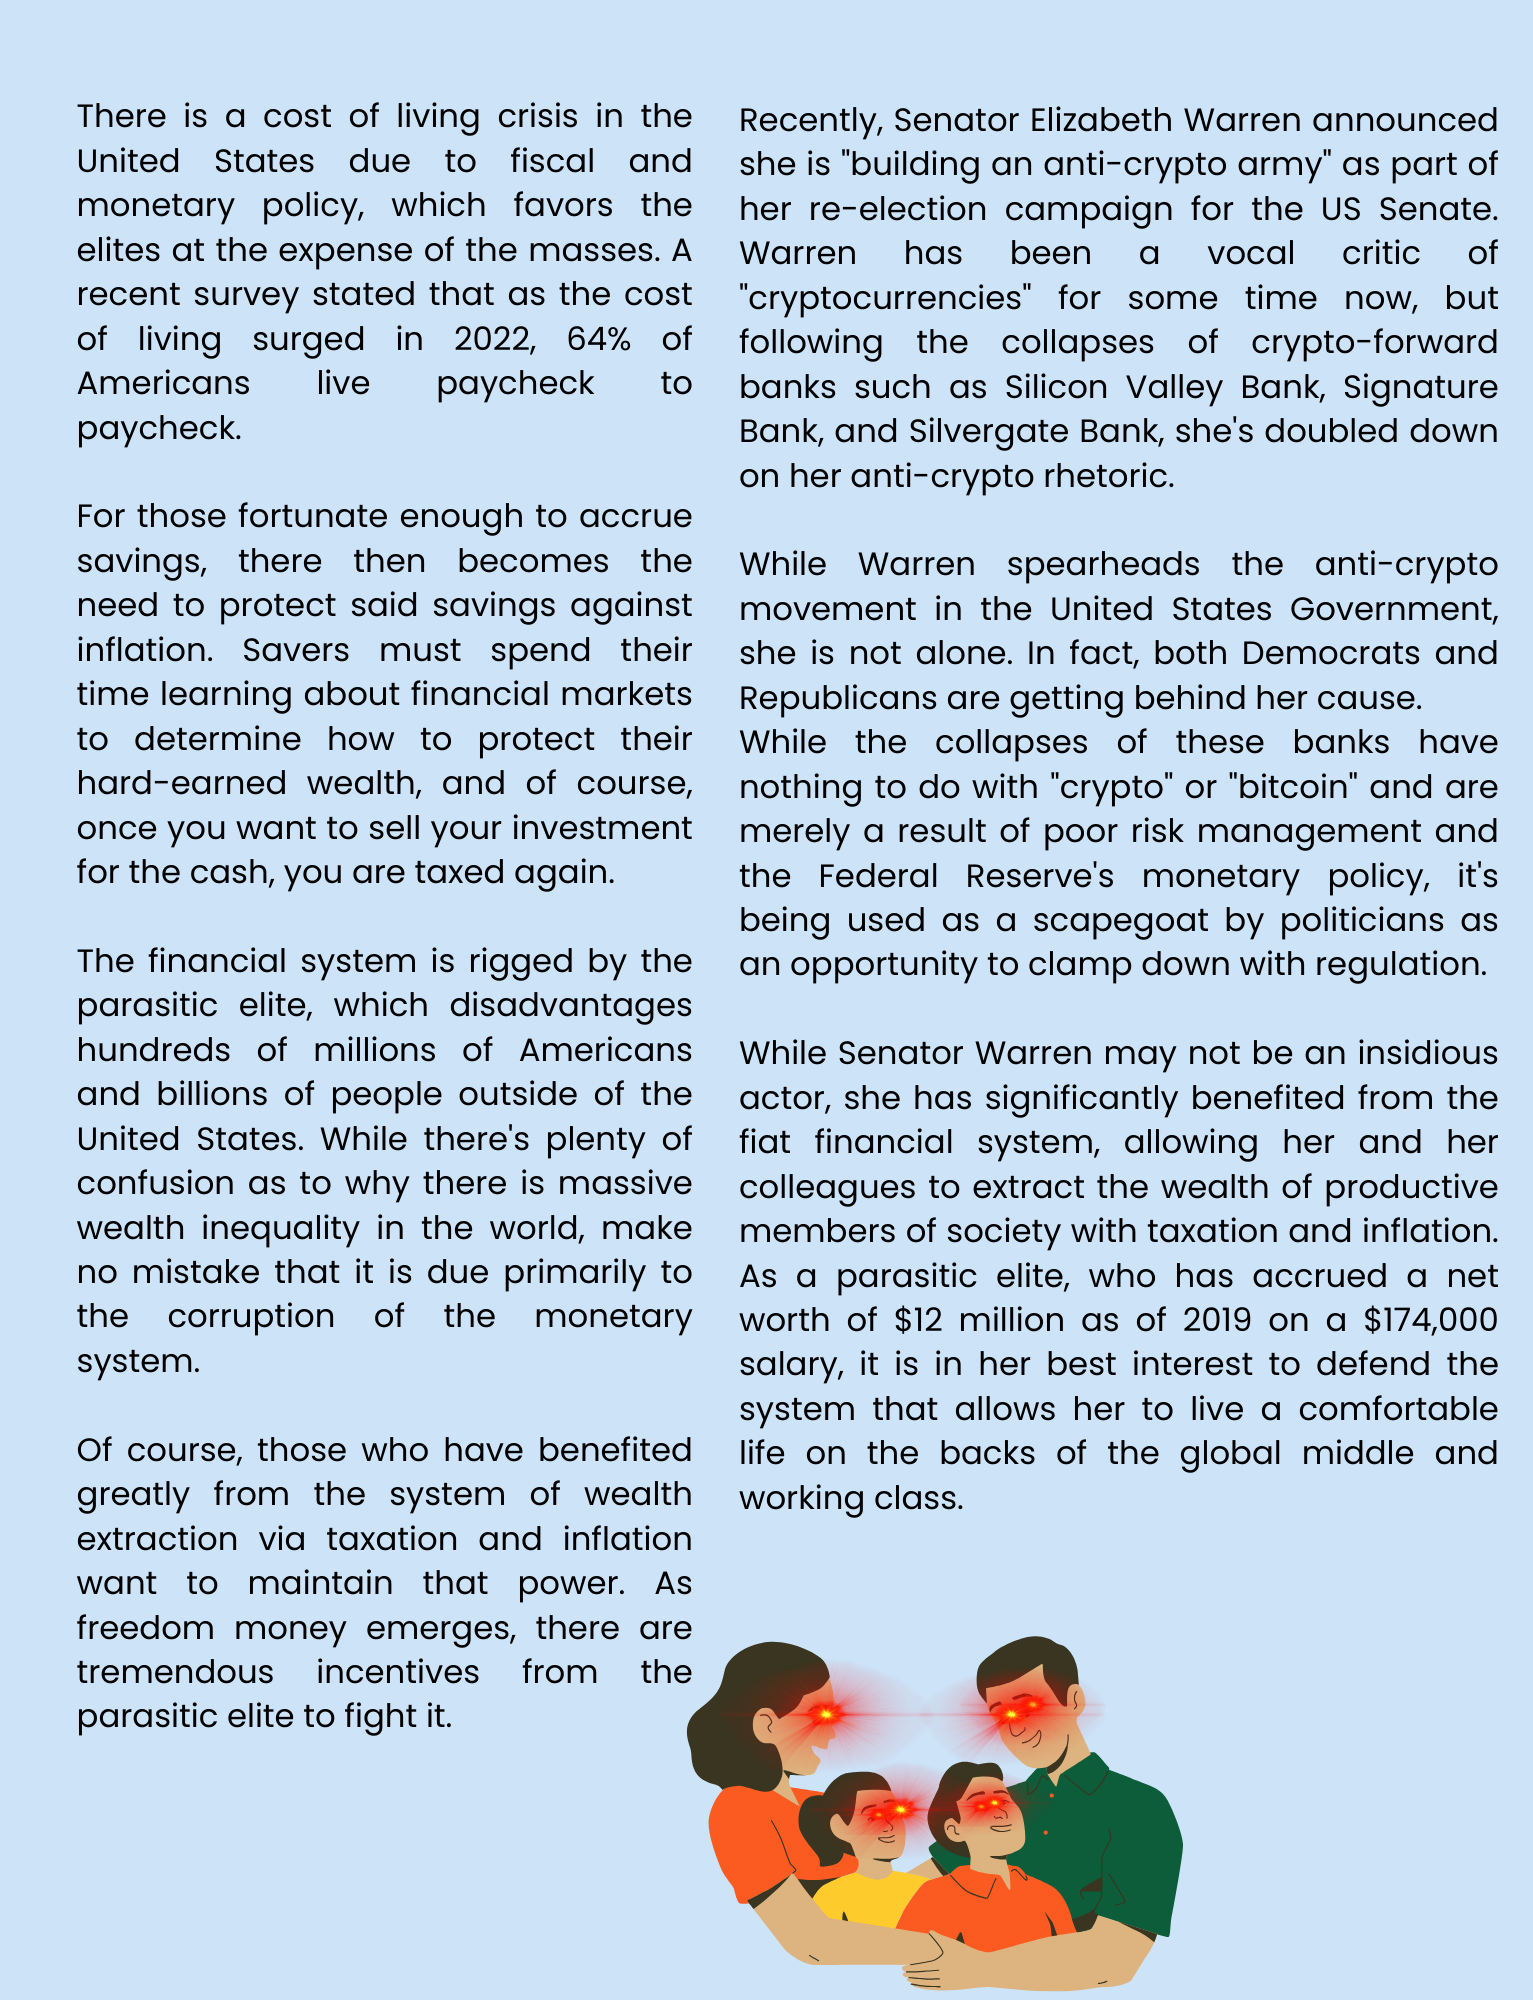 There is a cost of living crisis in the
United States due to fiscal and
monetary policy, which favors the
elites at the expense of the masses. A
recent survey stated that as the cost
of living surged in 2022, 64% of
Americans live paycheck to
paycheck.
For those fortunate enough to accrue
savings, there then becomes the
need to protect said savings against
inflation. Savers must spend their
time learning about financial markets
to determine how to protect their
hard-earned wealth, and of course,
once you want to sell your investment
for the cash, you are taxed again.
The financial system is rigged by the
parasitic elite, which disadvantages
hundreds of millions of Americans
and billions of people outside of the
United States. While there's plenty of
confusion as to why there is massive
wealth inequality in the world, make
no mistake that it is due primarily to
the corruption of the monetary
system.
Of course, those who have benefited
greatly from the system of wealth
extraction via taxation and inflation
want to maintain that power. As
freedom money emerges, there are
tremendous incentives from the
parasitic elite to fight it.
Recently, Senator Elizabeth Warren announced
she is "building an anti-crypto army" as part of
her re-election campaign for the US Senate.
Warren has been a vocal critic of
"cryptocurrencies" for some time now, but
following the collapses of crypto-forward
banks such as Silicon Valley Bank, Signature
Bank, and Silvergate Bank, she's doubled down
on her anti-crypto rhetoric.
While Warren spearheads the anti-crypto
movement in the United States Government,
she is not alone. In fact, both Democrats and
Republicans are getting behind her cause.
While the collapses of these banks have
nothing to do with "crypto" or "bitcoin" and are
merely a result of poor risk management and
the Federal Reserve's monetary policy, it's
being used as a scapegoat by politicians as
an opportunity to clamp down with regulation.
While Senator Warren may not be an insidious
actor, she has significantly benefited from the
fiat financial system, allowing her and her
colleagues to extract the wealth of productive
members of society with taxation and inflation.
As a parasitic elite, who has accrued a net
worth of $12 million as of 2019 on a $174,000
salary, it is in her best interest to defend the
system that allows her to live a comfortable
life on the backs of the global middle and
working class.